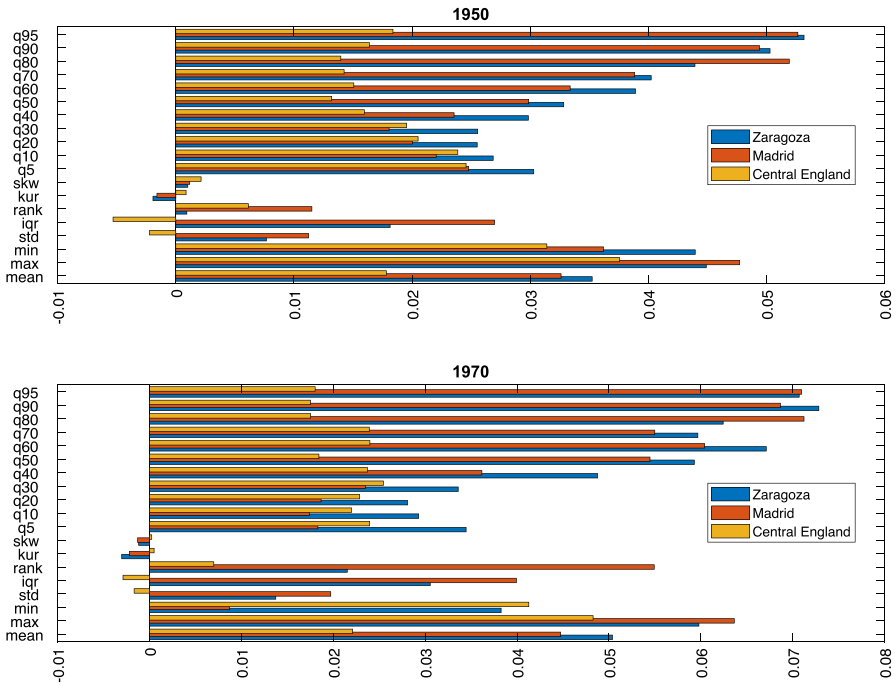 1950
q95
q90
q80
q70
q60
q50
q40
q30
q20
q10
q5
skw
kur
rank
iqr
std
min
max
mean
Zaragoza
Madrid
Central England
-0.01
0
0.01
0.02
0.03
0.04
0.05
0.06
1970
q95
q90
q80
q70
q60
q50
q40
q30
q20
q10
q5
skw
kur
rank
iqr
std
min
max
mean
Zaragoza
Madrid
Central England
-0.01
0
0.01
0.02
0.03
0.04
0.05
0.06
0.07
0.08